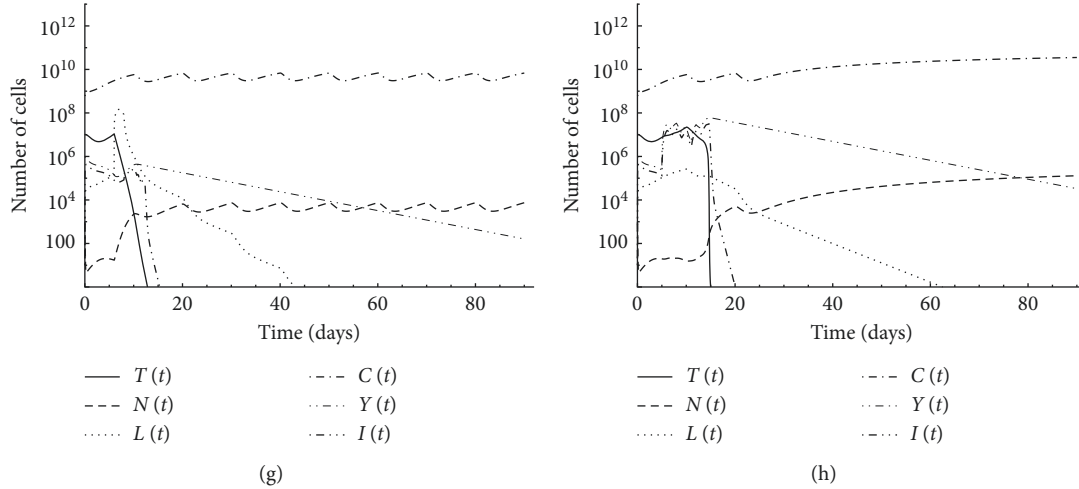 Number of cells
10^12
10^10
10^8
10^6
10^4
100
0 20 40 60 80
Time (days)
T (t)
N (t)
L (t)
C (t)
Y (t)
I (t)
(g)
Number of cells
10^12
10^10
10^8
10^6
10^4
100
0 20 40 60 80
Time (days)
T (t)
N (t)
L (t)
C (t)
Y (t)
I (t)
(h)